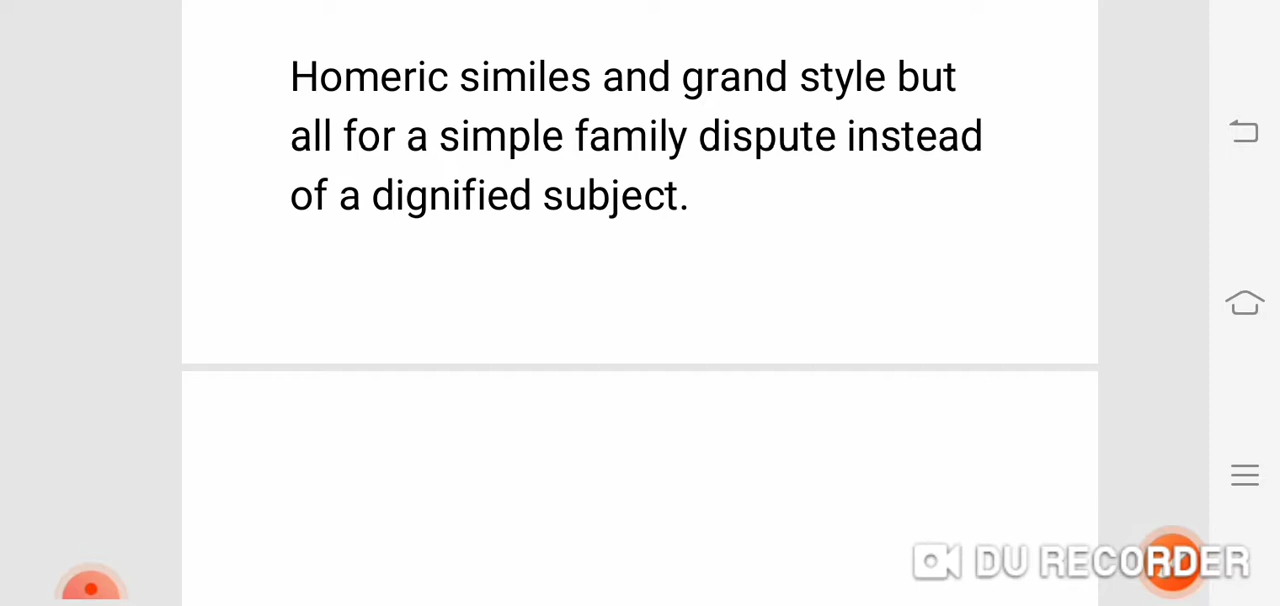 Homeric similes and grand style but
all for a simple family dispute instead
of a dignified subject.
DU RECORDER